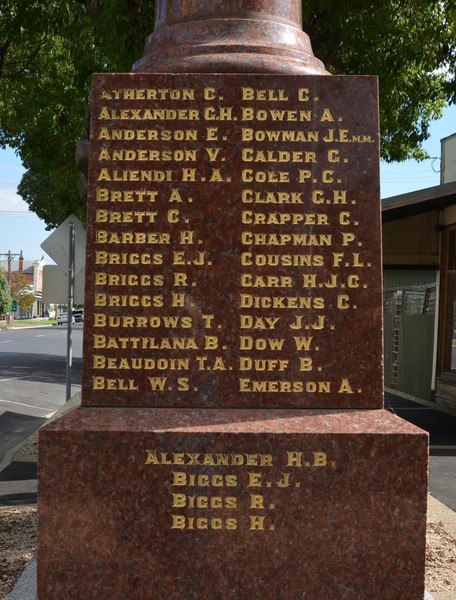 ATHERTON C. BELL C.
ALEXANDER C.H. BOWEN A.
ANDERSON E. BOWMAN J.E. M.M.
ANDERSON V. CALDER G.
ALIENDI H.A. COLE P.C.
BRETT A. CLARK G.H.
BRETT C. CRAPPER C.
BARBER H. CHAPMAN P.
BRIGGS E.J. COUSINS F.L.
BRIGGS R. CARR H.J.C.
BRIGGS H. DICKENS C.
BURROWS T. DAY J.J.
BATTILANA B. DOW W.
BEAUDOIN T.A. DUFF B.
BELL W.S. EMERSON A.
ALEXANDER H.B.
BIGGS E.J.
BIGGS R.
BIGGS H.